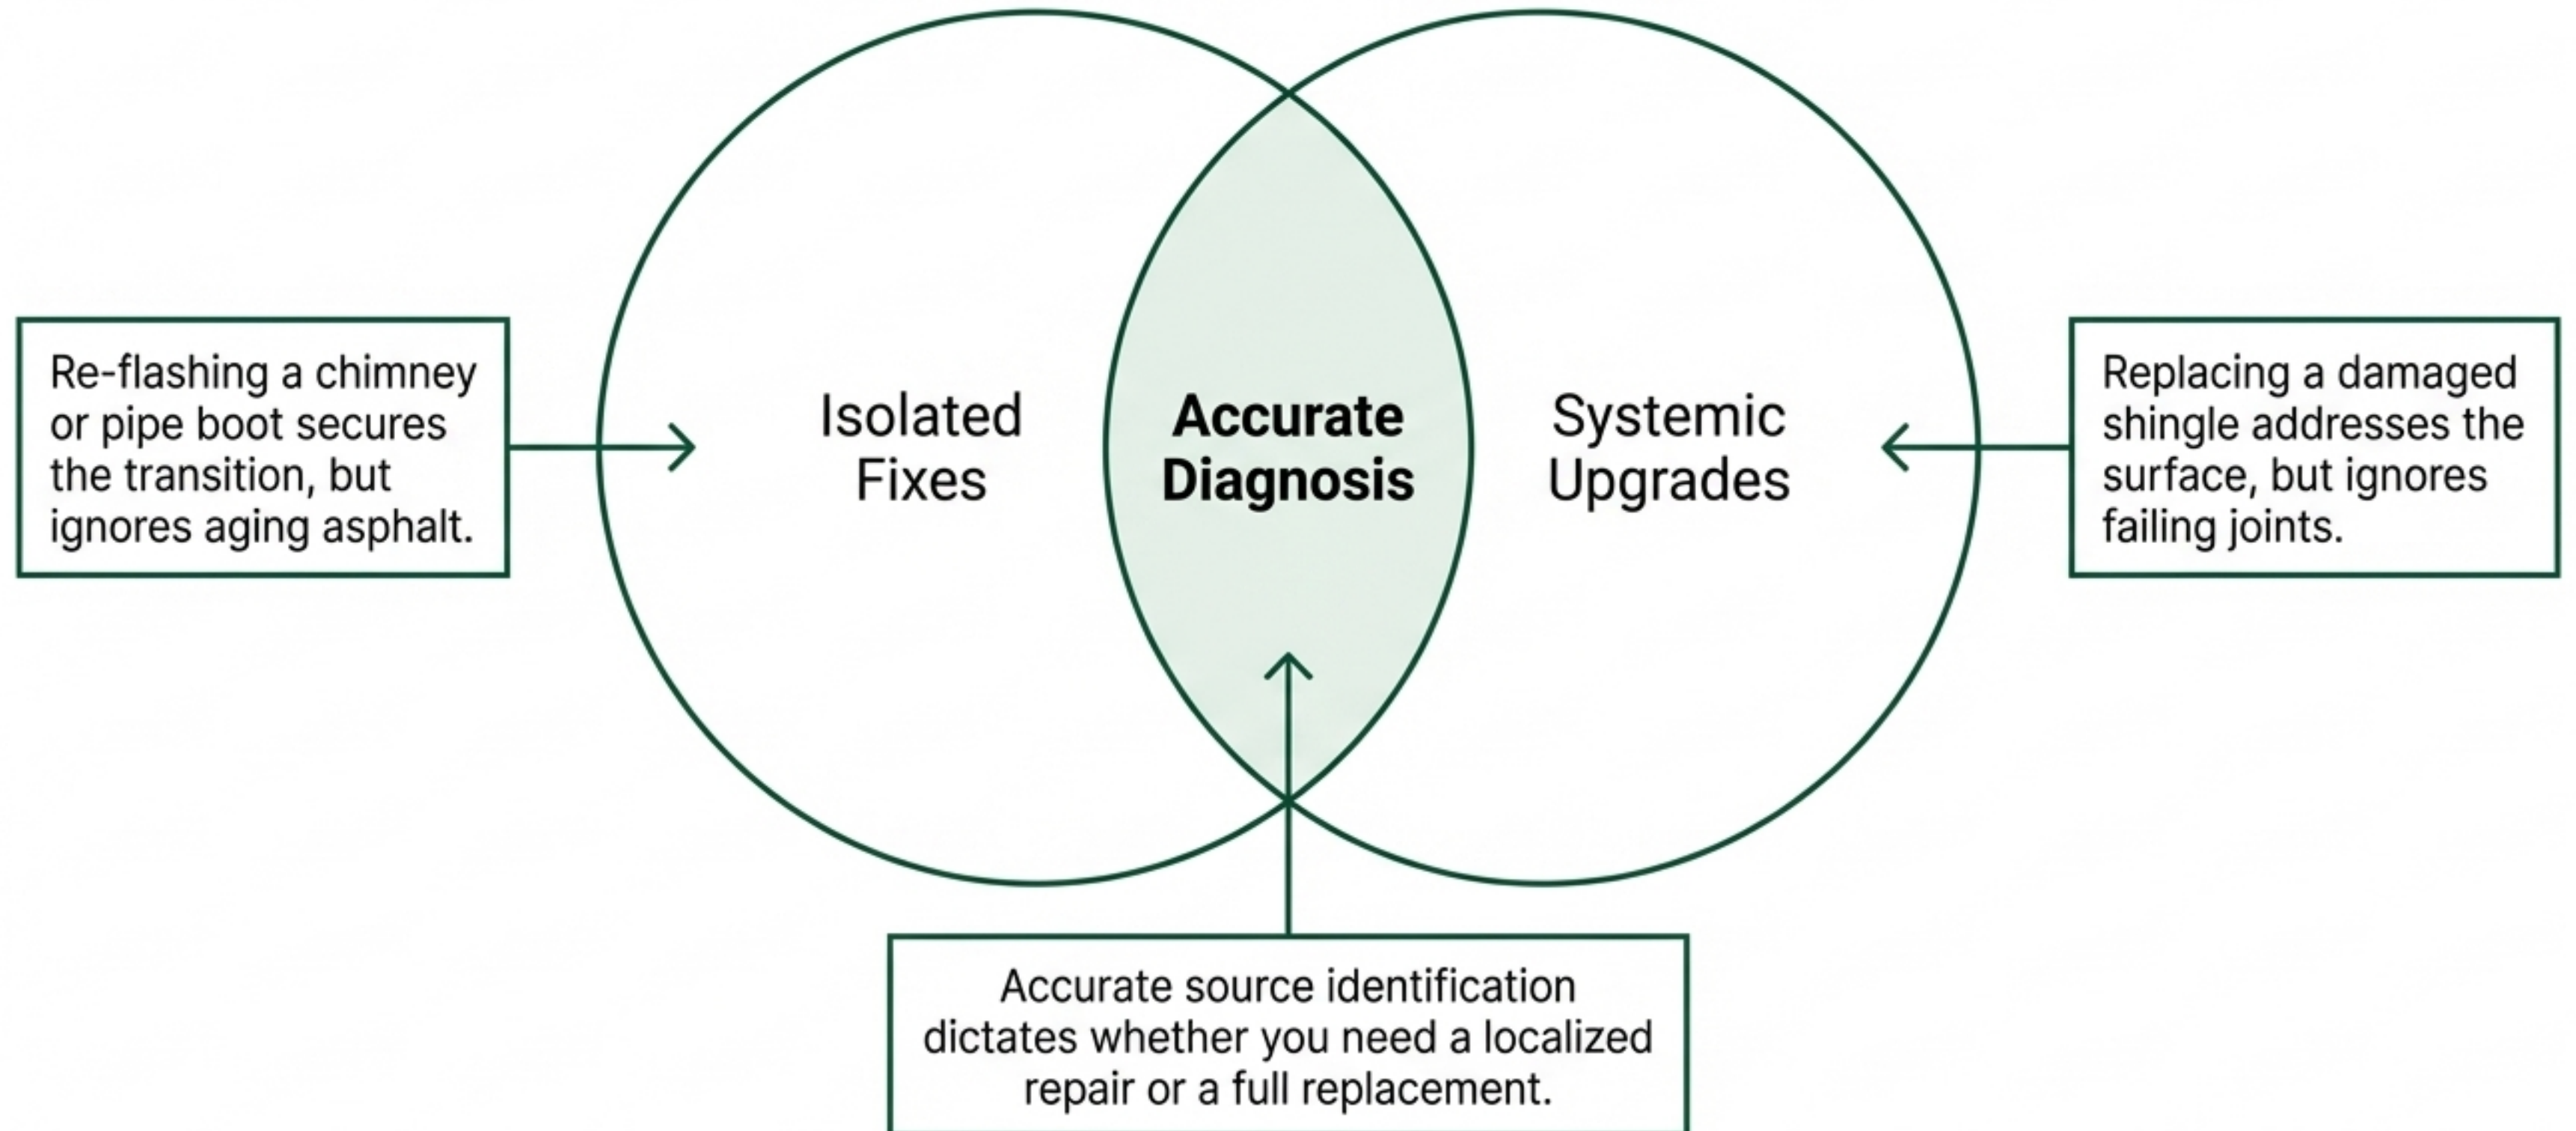 Re-flashing a chimney
or pipe boot secures
the transition, but
ignores aging asphalt.
Isolated
Fixes
Accurate
Diagnosis
Systemic
Upgrades
Replacing a damaged
shingle addresses the
surface, but ignores
failing joints.
Accurate source identification
dictates whether you need a localized
repair or a full replacement.